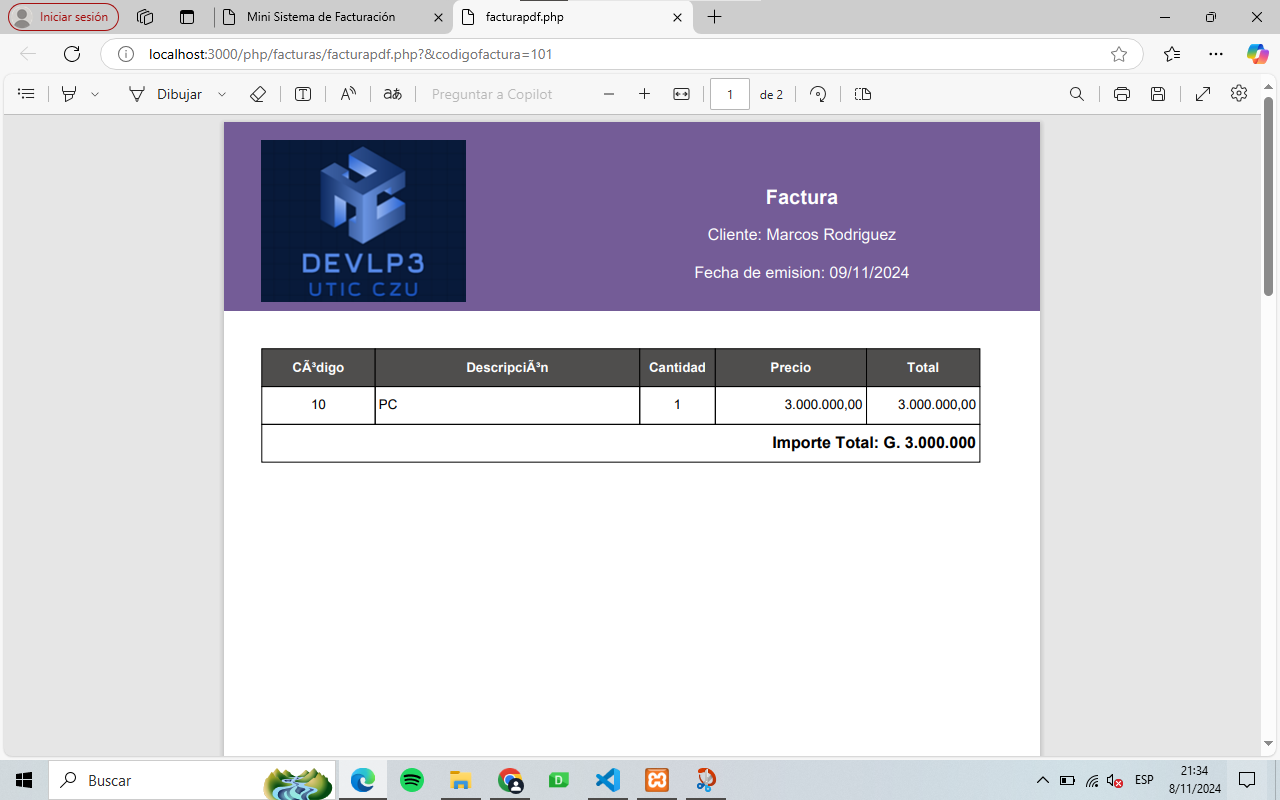 Iniciar sesión
Mini Sistema de Facturación
facturapdf.php
localhost:3000/php/facturas/facturapdf.php?&codigofactura=101
Dibujar
Preguntar a Copilot
1
de 2
DEVLP3
UTIC CZU
Factura
Cliente: Marcos Rodriguez
Fecha de emision: 09/11/2024
CÃ³digo DescripciÃ³n Cantidad Precio Total
10 PC 1 3.000.000,00 3.000.000,00
Importe Total: G. 3.000.000
Buscar
ESP
21:34
8/11/2024